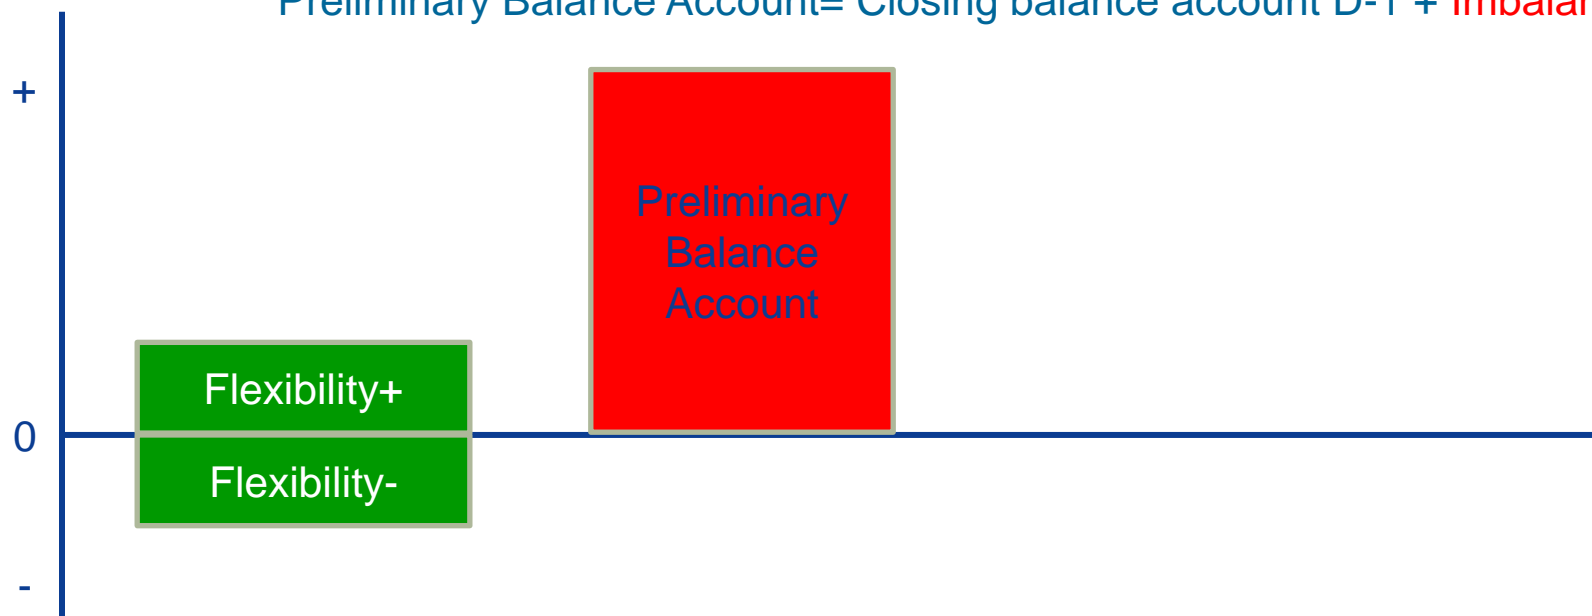 Preliminary Balance Account= Closing balance account D-1 +
+
Preliminary
Balance
Account
Flexibility+
0
Flexibility-
-